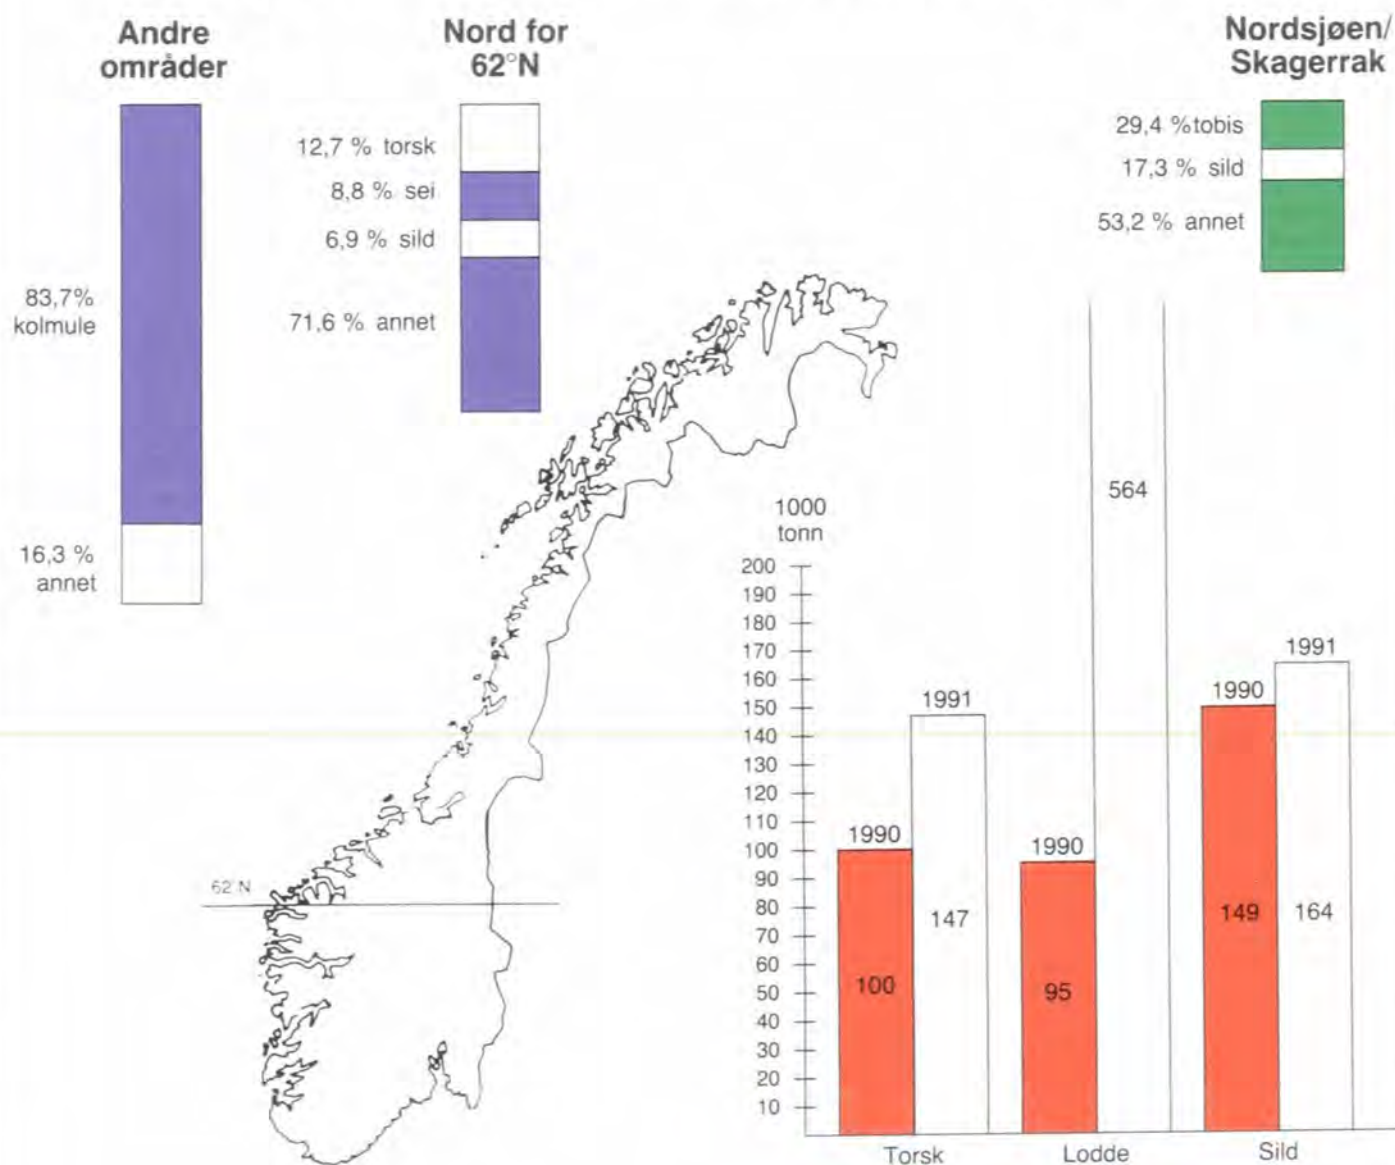 Andre
områder
83,7%
kolmule
16,3 %
annet
Nord for
62°N
12,7 % torsk
8,8 % sei
6,9 % sild
71,6 % annet
Nordsjøen/
Skagerrak
29,4 %tobis
17,3 % sild
53,2 % annet
62°N
1000
tonn
200
190
180
170
160
150
140
130
120
110
100
90
80
70
60
50
40
30
20
10
1990
100
1991
147
Torsk
1990
95
564
Lodde
1990
149
1991
164
Sild